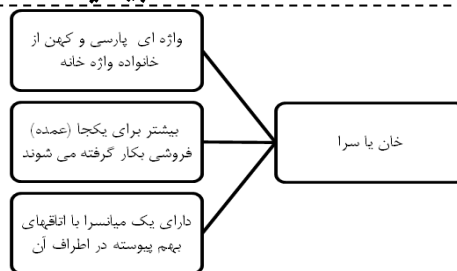 خان یا سرا
واژه ای پارسی و کهن از
خانواده واژه خانه
بیشتر برای یکجا (عمده)
فروشی بکار گرفته می شوند
دارای یک میانسرا با اتاقهای
بهم پیوسته در اطراف آن